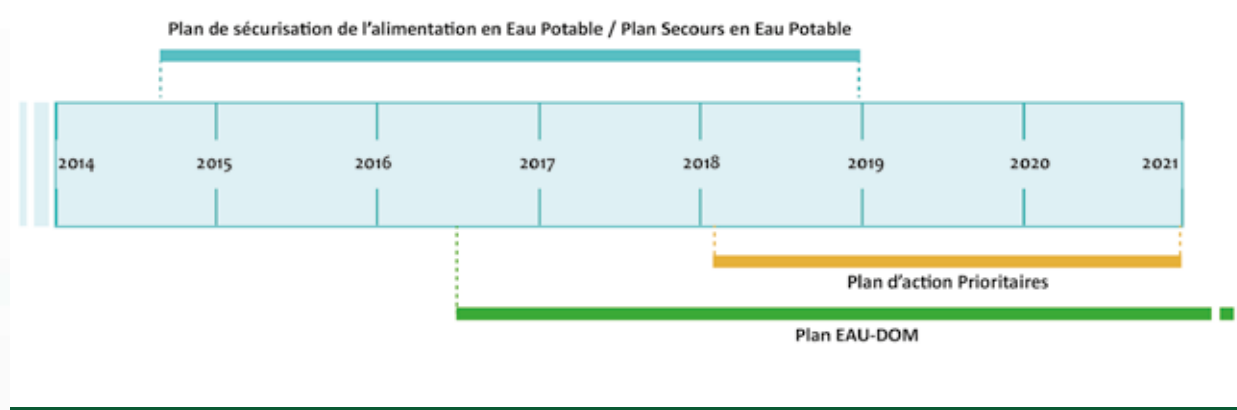 Plan de sécurisation de l'alimentation en Eau Potable / Plan Secours en Eau Potable
2014 2015 2016 2017 2018 2019 2020 2021
Plan d'action Prioritaires
Plan EAU-DOM